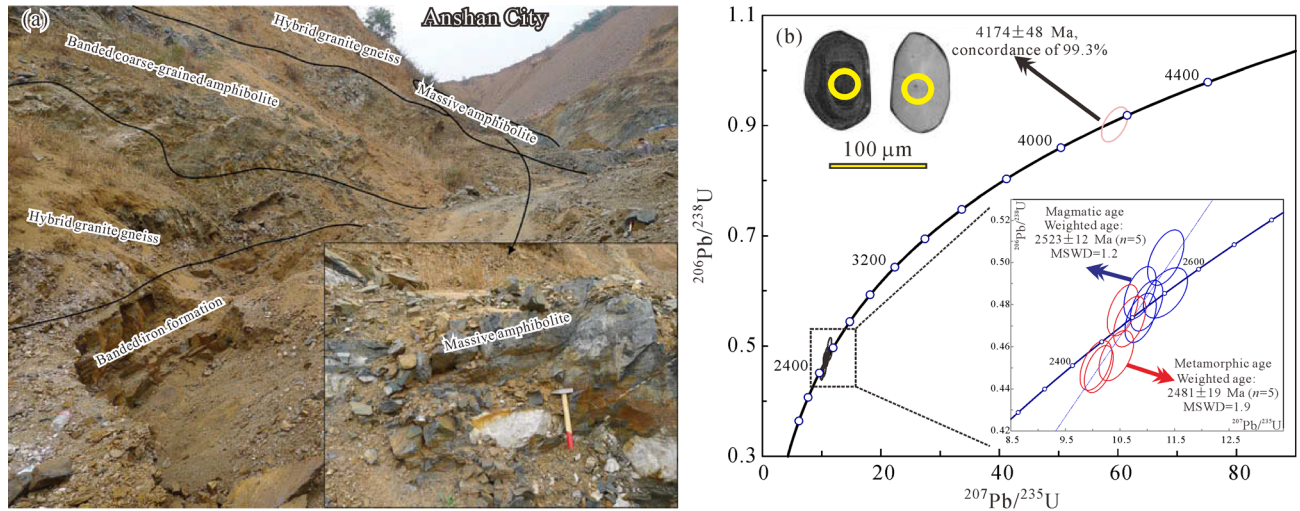 (a)
Anshan City
Hybrid granite gneiss
Banded coarse-grained amphibolite
Massive amphibolite
Hybrid granite gneiss
Banded iron formation
Massive amphibolite
(b)
4174±48 Ma,
concordance of 99.3%
100 μm
1.1
0.9
0.7
0.5
0.3
²⁰⁶Pb/²³⁸U
0
20
40
60
80
²⁰⁷Pb/²³⁵U
4400
4000
3200
2400
0.52
0.50
0.48
0.46
0.44
0.42
²⁰⁶Pb/²³⁸U
Magmatic age
Weighted age:
2523±12 Ma (n=5)
MSWD=1.2
2600
2400
Metamorphic age
Weighted age:
2481±19 Ma (n=5)
MSWD=1.9
²⁰⁷Pb/²³⁵U
8.5
9.5
10.5
11.5
12.5